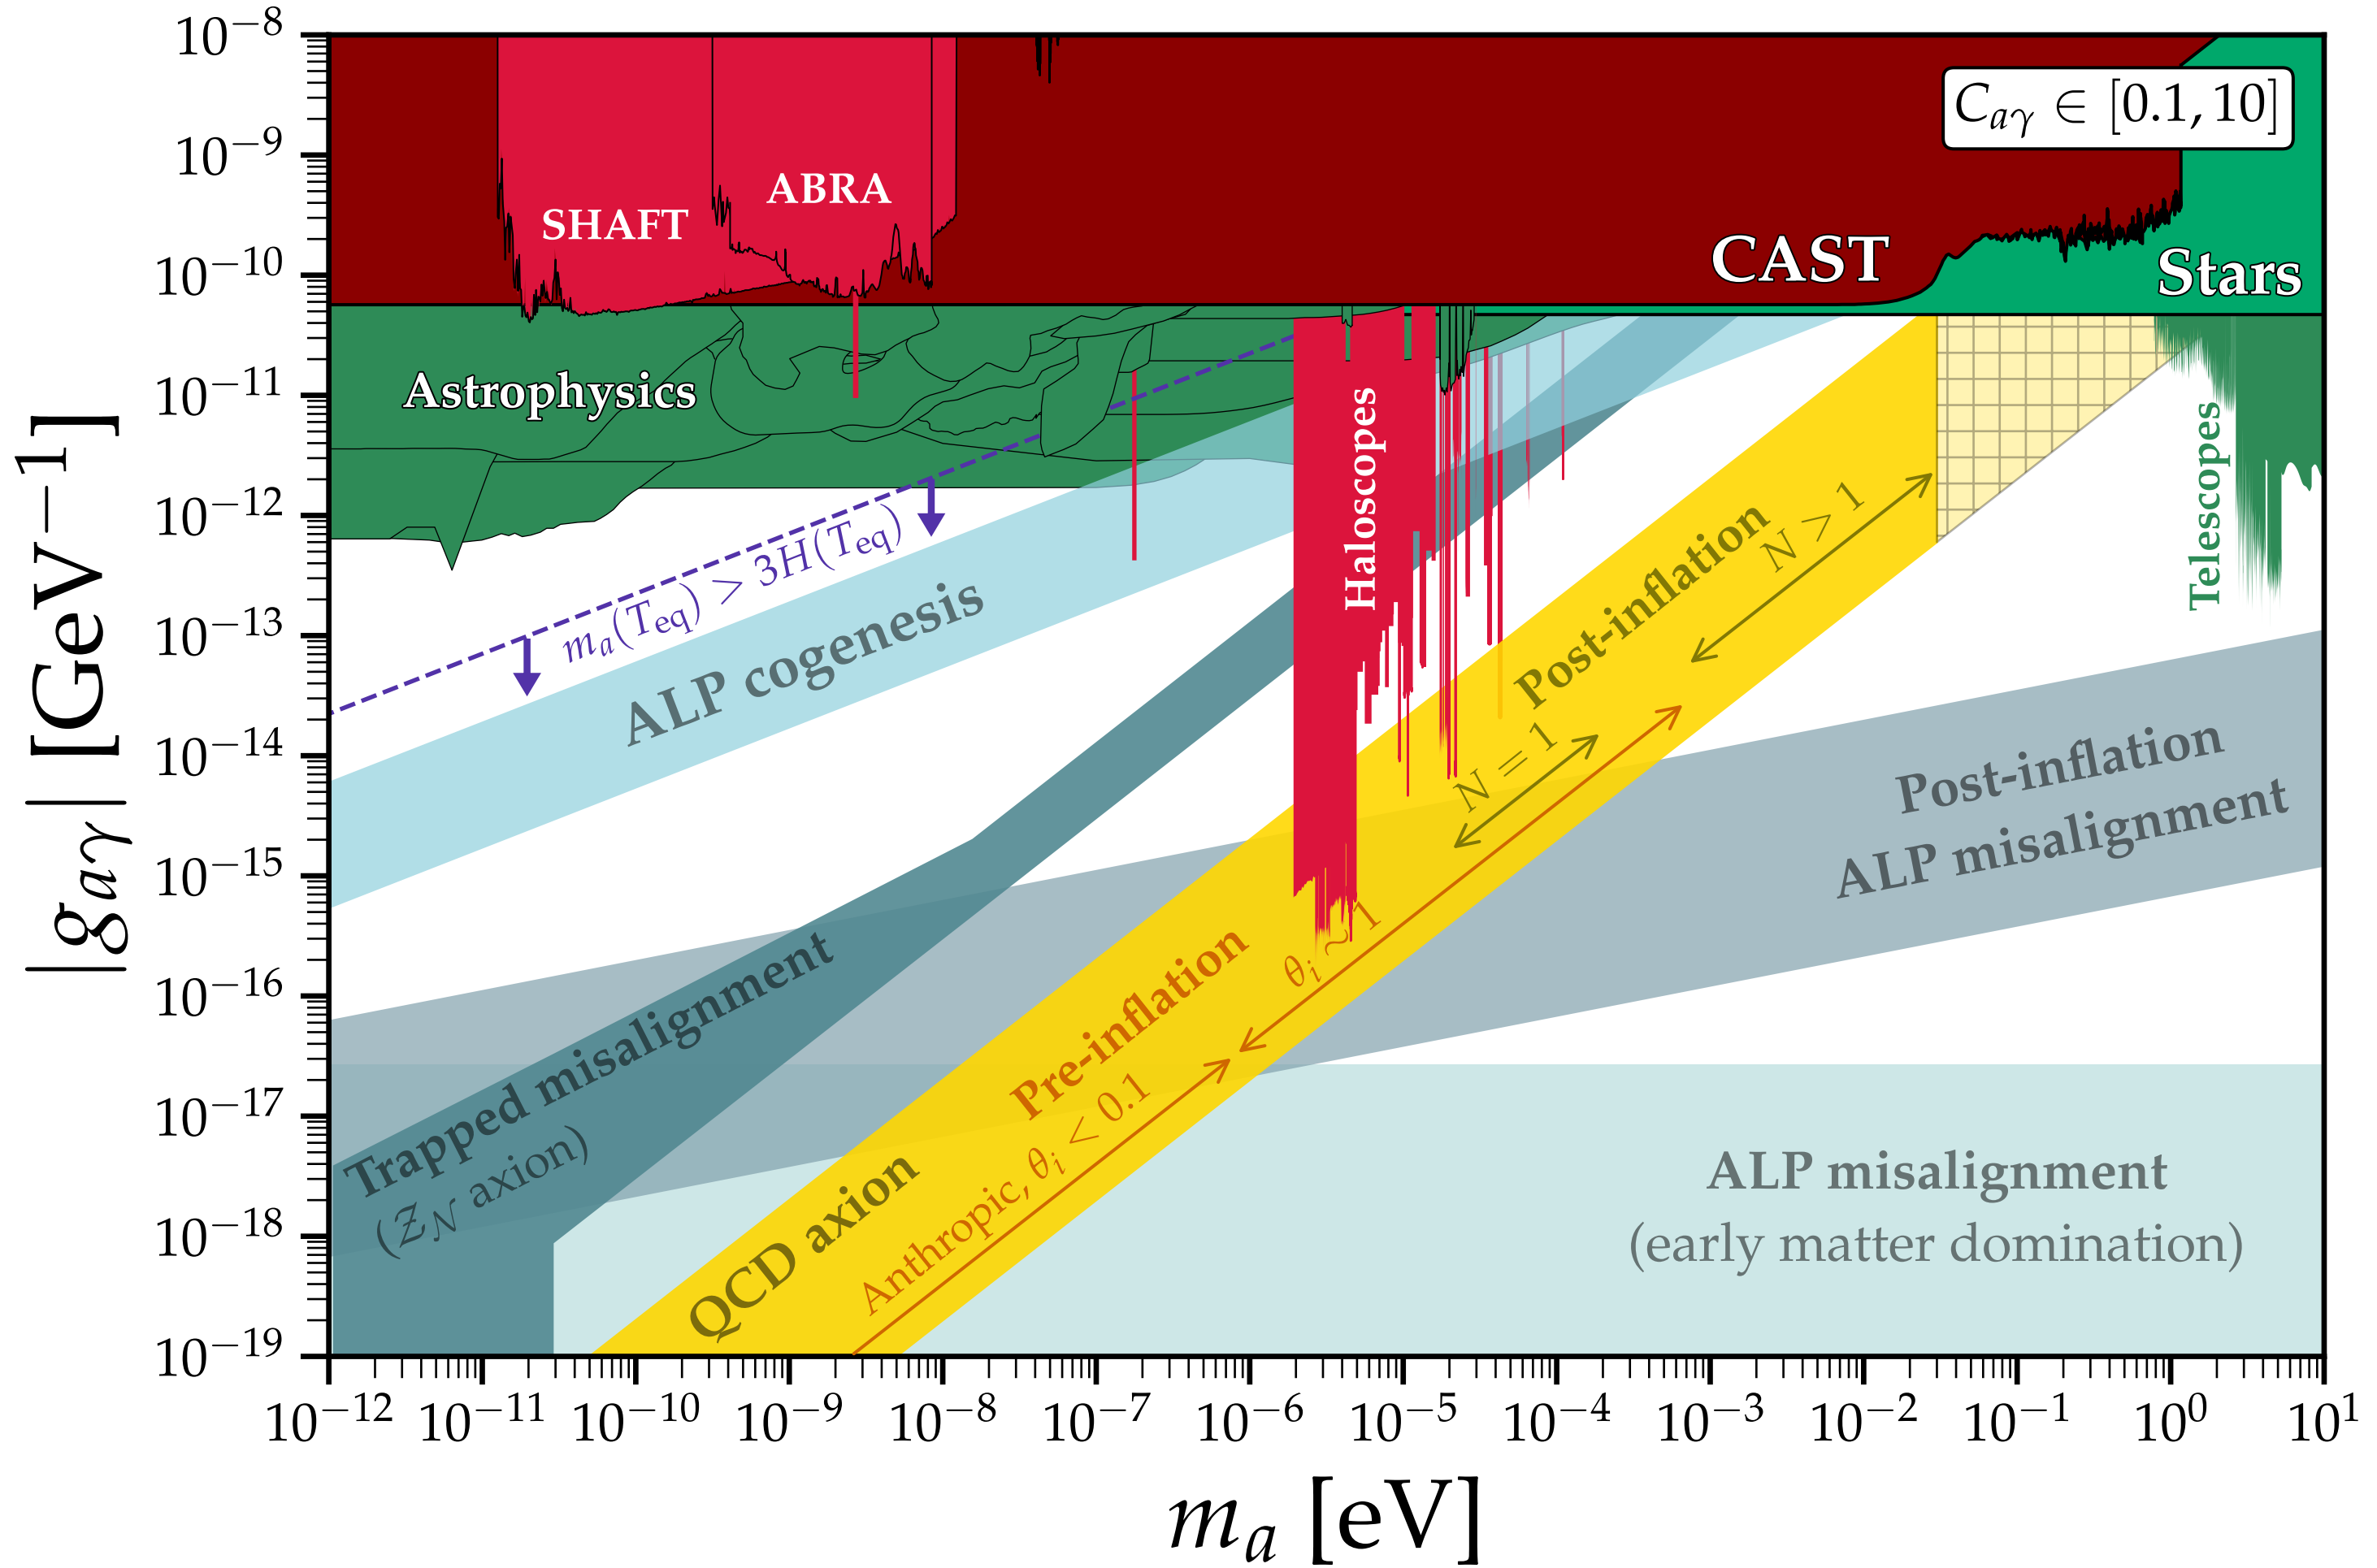 |g_{aγ}| [GeV⁻¹]
10⁻⁸
10⁻⁹
10⁻¹⁰
10⁻¹¹
10⁻¹²
10⁻¹³
10⁻¹⁴
10⁻¹⁵
10⁻¹⁶
10⁻¹⁷
10⁻¹⁸
10⁻¹⁹
C_{aγ} ∈ [0.1, 10]
SHAFT
ABRA
CAST
Stars
Astrophysics
Haloscopes
Telescopes
m_a(T_eq) > 3H(T_eq)
ALP cogenesis
Post-inflation
N > 1
N = 1
Post-inflation
ALP misalignment
Trapped misalignment
(𝒵_𝒩 axion)
Pre-inflation
θ_i ~ 1
QCD axion
Anthropic, θ_i < 0.1
ALP misalignment
(early matter domination)
10⁻¹²
10⁻¹¹
10⁻¹⁰
10⁻⁹
10⁻⁸
10⁻⁷
10⁻⁶
10⁻⁵
10⁻⁴
10⁻³
10⁻²
10⁻¹
10⁰
10¹
m_a [eV]